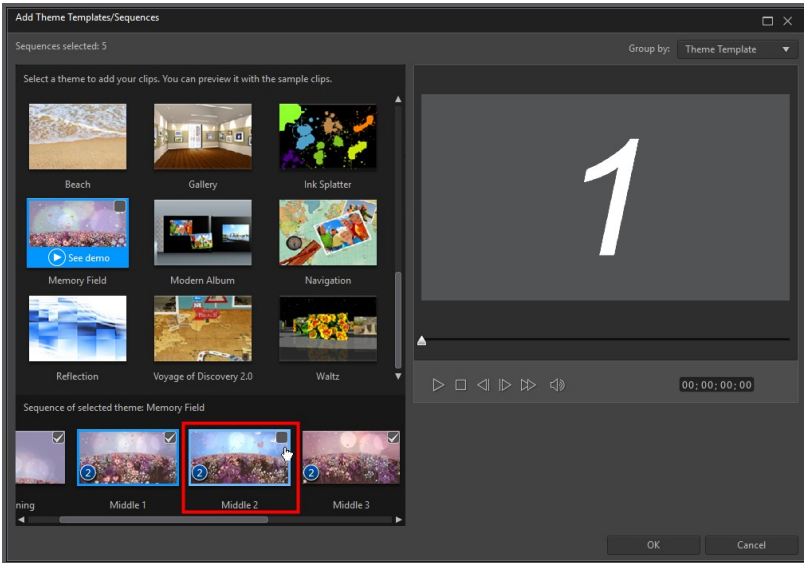 Add Theme Templates/Sequences
Sequences selected: 5
Group by: Theme Template
Select a theme to add your clips. You can preview it with the sample clips.
Beach Gallery Ink Splatter
See demo
Memory Field Modern Album Navigation
Reflection Voyage of Discovery 2.0 Waltz
1
00; 00; 00; 00
Sequence of selected theme: Memory Field
2 2 2
ning Middle 1 Middle 2 Middle 3
OK Cancel